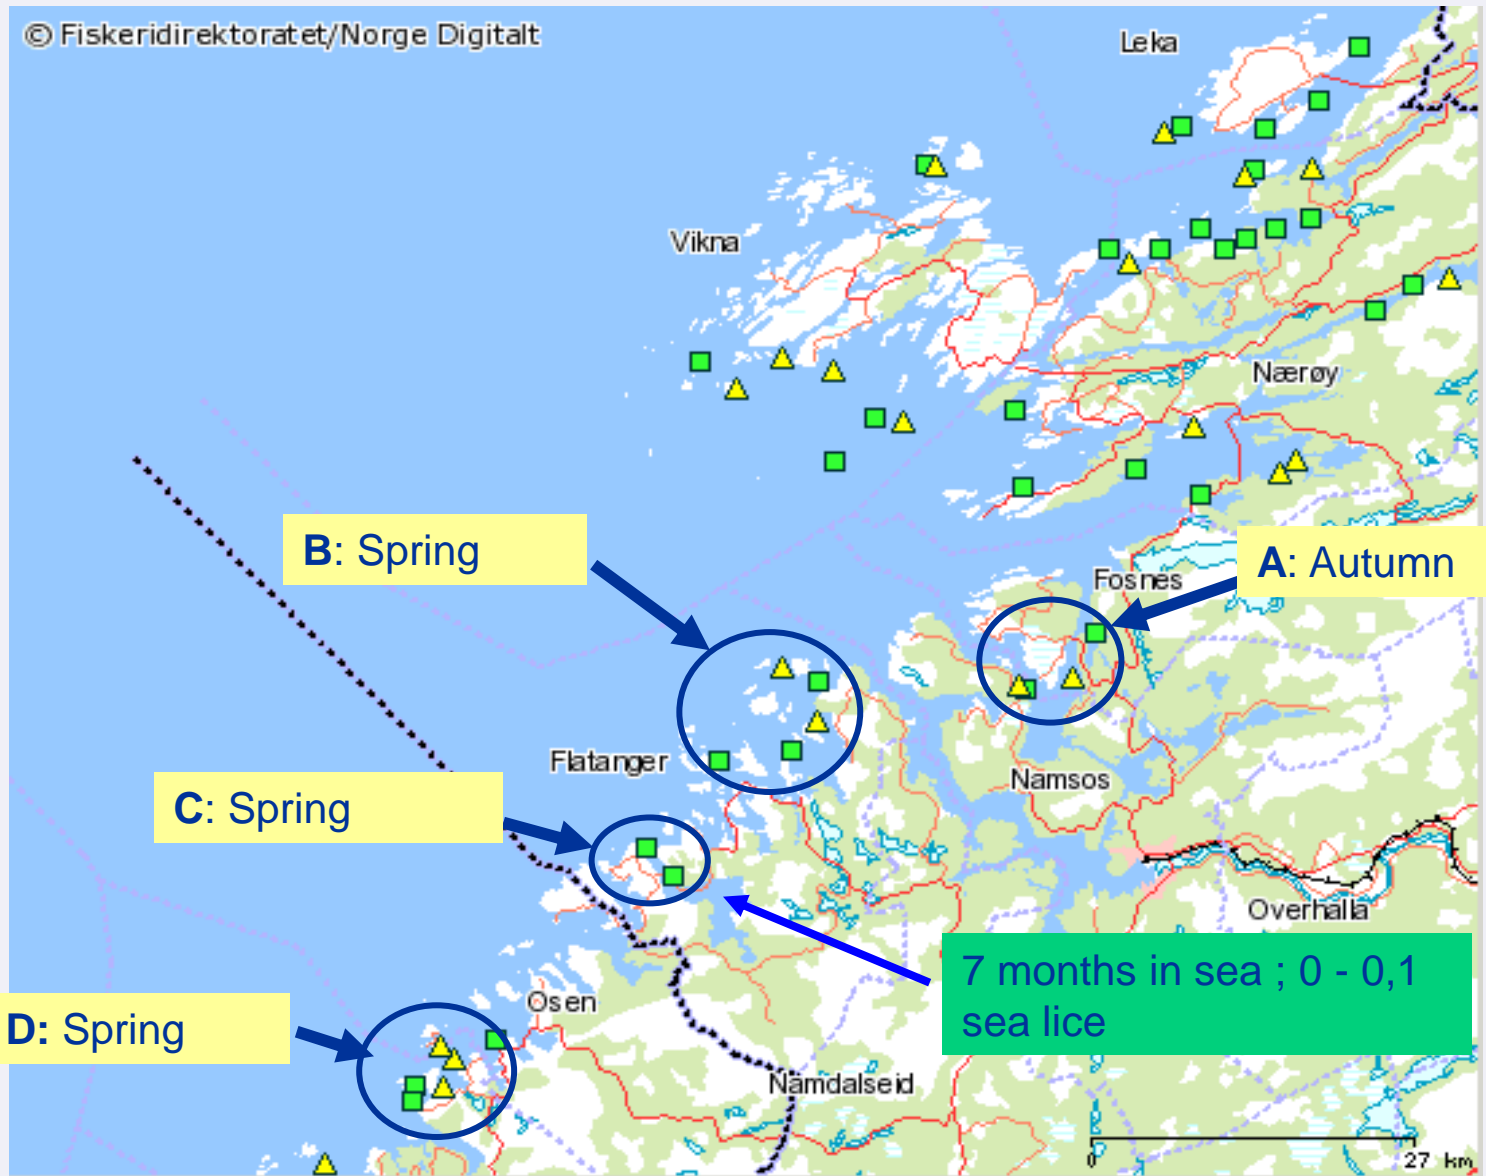 © Fiskeridirektoratet/Norge Digitalt
Leka
Vikna
Nærøy
B: Spring
A: Autumn
Fosnes
Flatanger
Namsos
C: Spring
Overhalla
7 months in sea ; 0 - 0,1
sea lice
Osen
D: Spring
Namdalseid
0 27 km